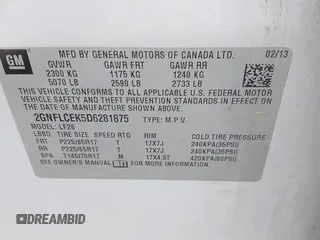 GM
MFD BY GENERAL MOTORS OF CANADA LTD. 02/13
GVWR GAWR FRT GAWR RR
2300 KG 1175 KG 1240 KG
5070 LB 2590 LB 2733 LB
THIS VEHICLE CONFORMS TO ALL APPLICABLE U.S. FEDERAL
MOTOR VEHICLE SAFETY, BUMPER, AND THEFT
PREVENTION STANDARDS IN EFFECT ON THE DATE OF
MANUFACTURE SHOWN ABOVE.
2GNFLCEK5D6281875 TYPE: M.P.V.
MODEL: LF26
TIRE SIZE SPEED RTG RIM COLD TIRE PRESSURE
FRT P225/65R17 T 17X7J 240KPA(35PSI)
RR P225/65R17 T 17X7J 240KPA(35PSI)
SPA T145/70R17 M 17X4.5T 420KPA(60PSI)
SEE OWNER'S MANUAL
AUTOBIDMASTER